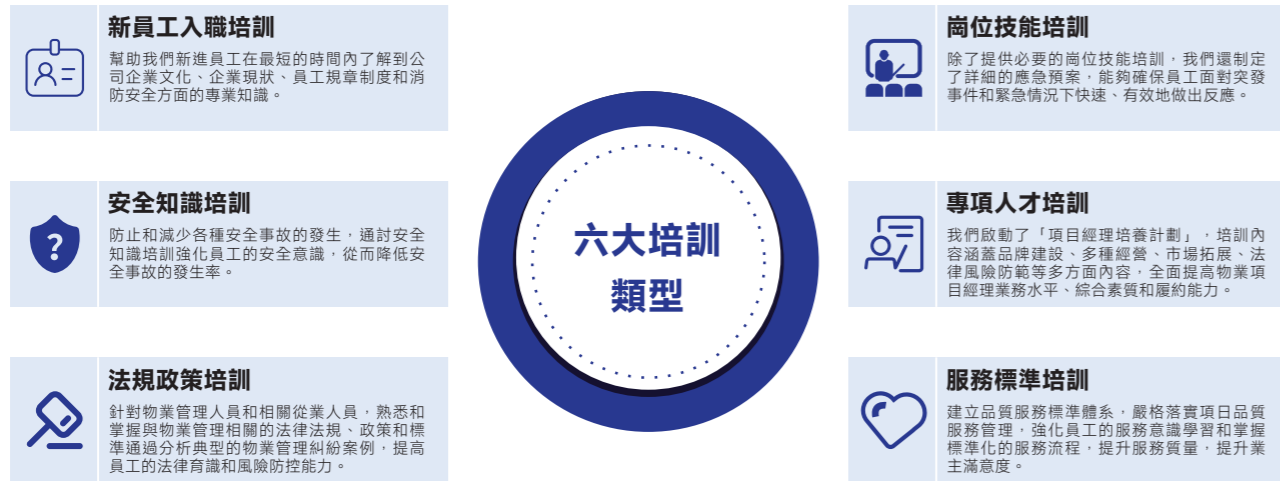 新員工入職培訓
幫助我們新進員工在最短的時間內了解到公
司企業文化、企業現狀、員工規章制度和消
防安全方面的專業知識。
安全知識培訓
防止和減少各種安全事故的發生，通討安全
知識培訓強化員工的安全意識，從而降低安
全事故的發生率。
法規政策培訓
針對物業管理人員和相關從業人員，熟悉和
掌握與物業管理相關的法律法規、政策和標
準通過分析典型的物業管理糾紛案例，提高
員工的法律育識和風險防控能力。
六大培訓
類型
崗位技能培訓
除了提供必要的崗位技能培訓，我們還制定
了詳細的應急預案，能夠確保員工面對突發
事件和緊急情況下快速、有效地做出反應。
專項人才培訓
我們啟動了「項目經理培養計劃」，培訓內
容涵蓋品牌建設、多種經營、市場拓展、法
律風險防範等多方面內容，全面提高物業項
目經理業務水平、綜合素質和履約能力。
服務標準培訓
建立品質服務標準體系，嚴格落實項日品質
服務管理，強化員工的服務意識學習和掌握
標準化的服務流程，提升服務質量，提升業
主滿意度。